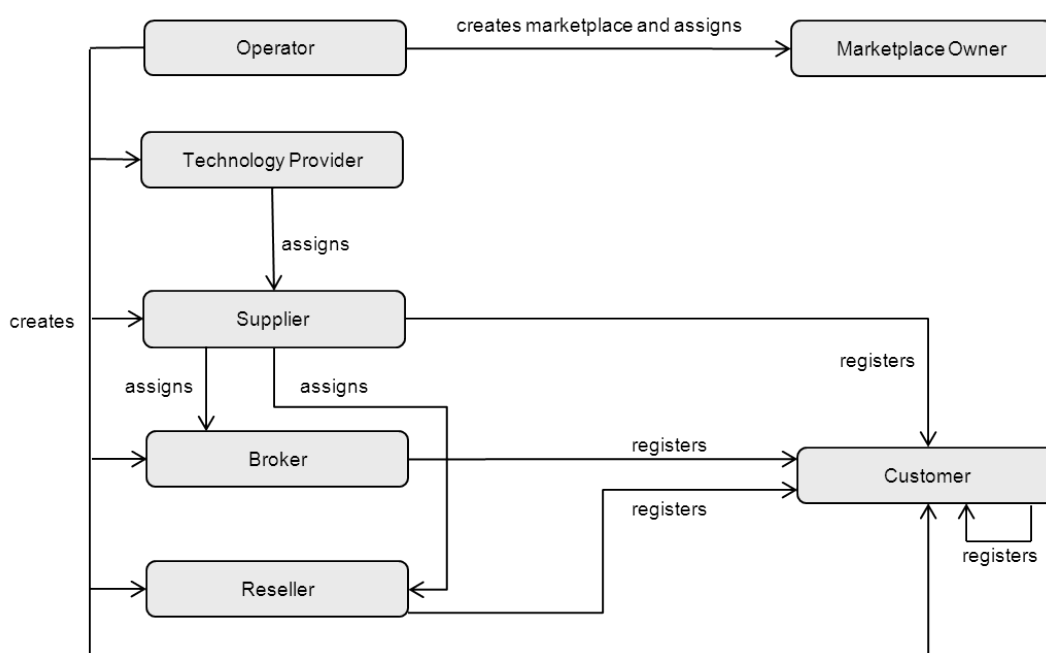 Operator
creates marketplace and assigns
Marketplace Owner
Technology Provider
assigns
creates
Supplier
registers
assigns
assigns
Broker
registers
Customer
registers
registers
Reseller